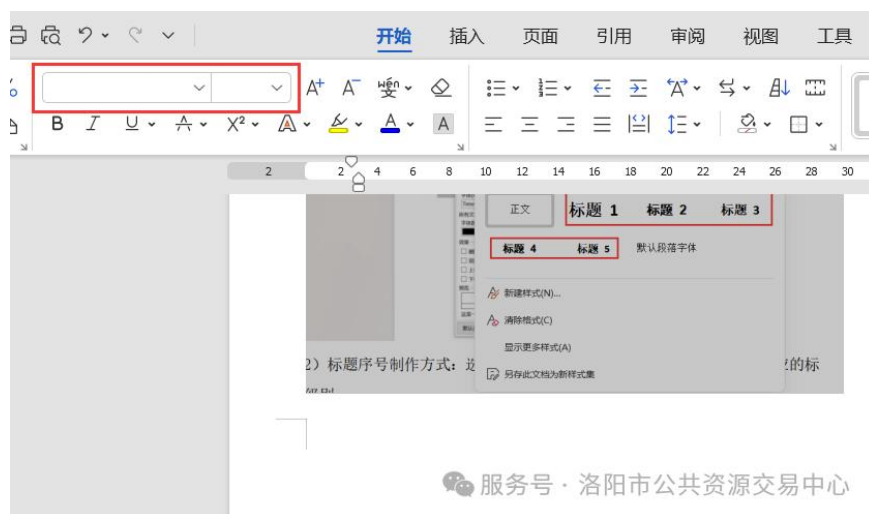 开始 插入 页面 引用 审阅 视图 工具
A+ A- wén 变
B I U A X² A A A
2 2 4 6 8 10 12 14 16 18 20 22 24 26 28 30
正文 标题 1 标题 2 标题 3
标题 4 标题 5 默认段落字体
新建样式(N)...
清除格式(C)
显示更多样式(A)
2）标题序号制作方式：选
的标
另存此文档为新样式集
服务号 · 洛阳市公共资源交易中心